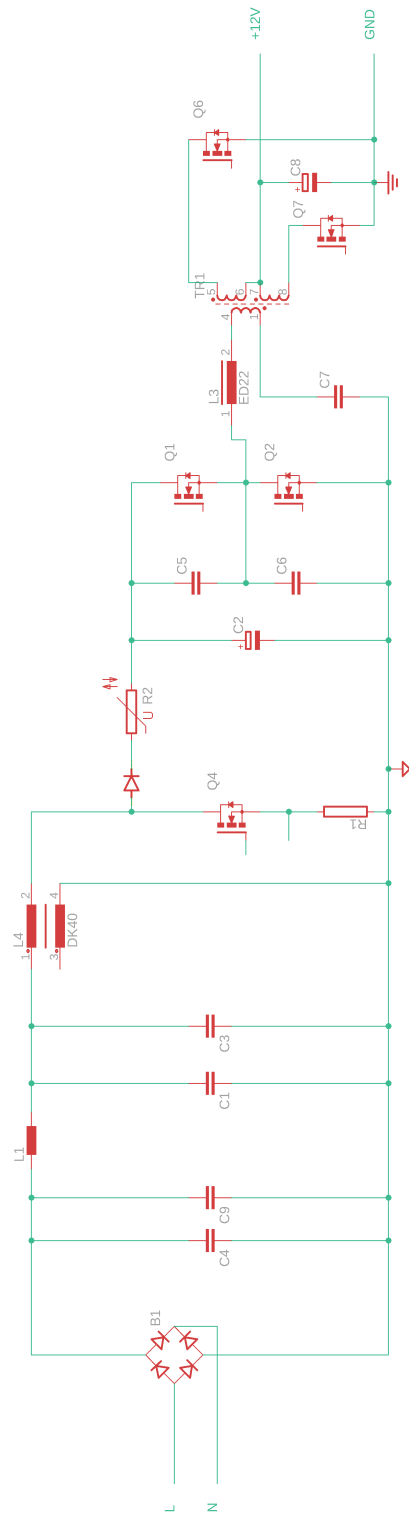 +12V
GND
Q6
C8
+
Q7
TR1
5
6
7
8
4
1
2
L3
ED22
1
C7
Q1
Q2
C5
C6
C2
+
R2
U
Q4
R1
2
4
L4
DK40
1
3
C3
C1
L1
C9
C4
B1
L
N